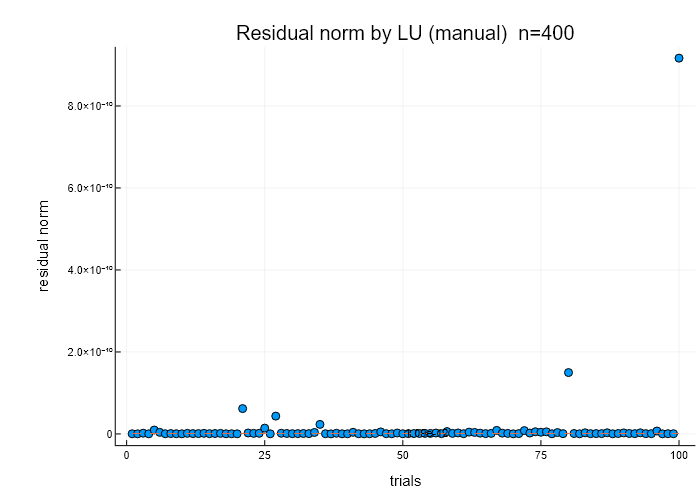 Residual norm by LU (manual)  n=400
8.0×10⁻¹⁰
6.0×10⁻¹⁰
4.0×10⁻¹⁰
2.0×10⁻¹⁰
0
residual norm
0 25 50 75 100
trials